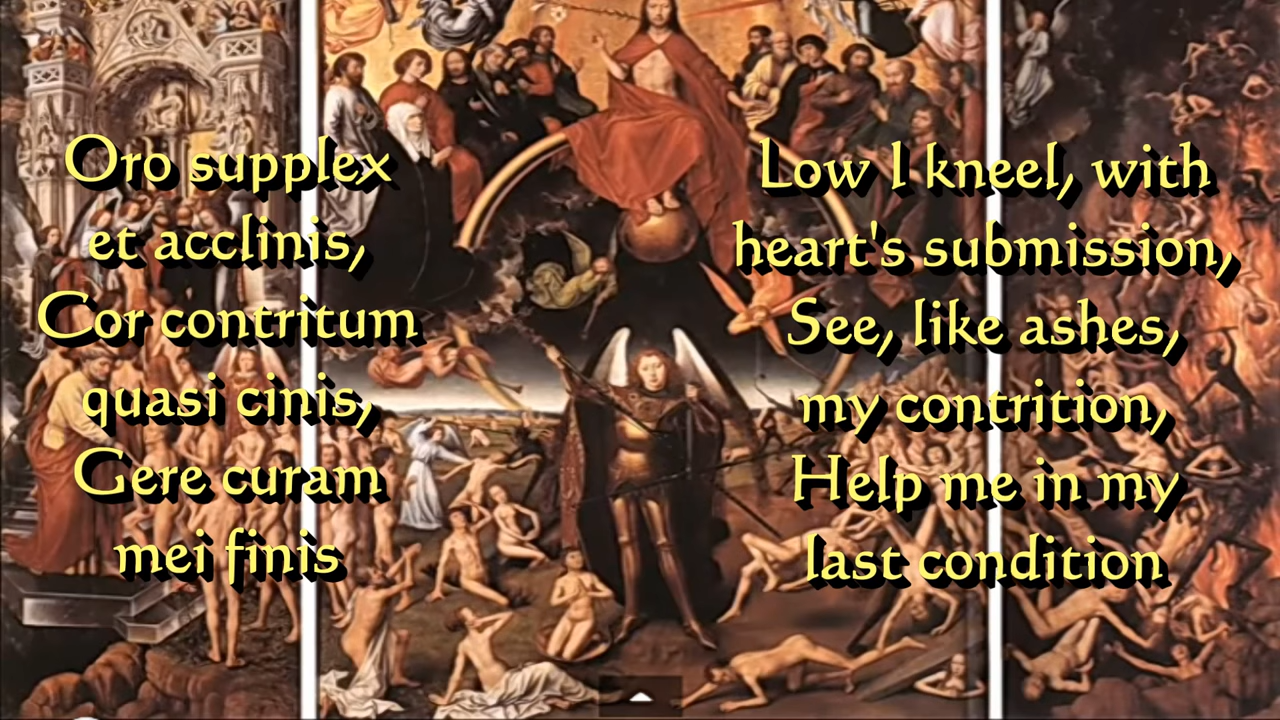 Oro supplex
et acclinis,
Cor contritum
quasi cinis,
Gere curam
mei finis
Low I kneel, with
heart's submission,
See, like ashes,
my contrition,
Help me in my
last condition